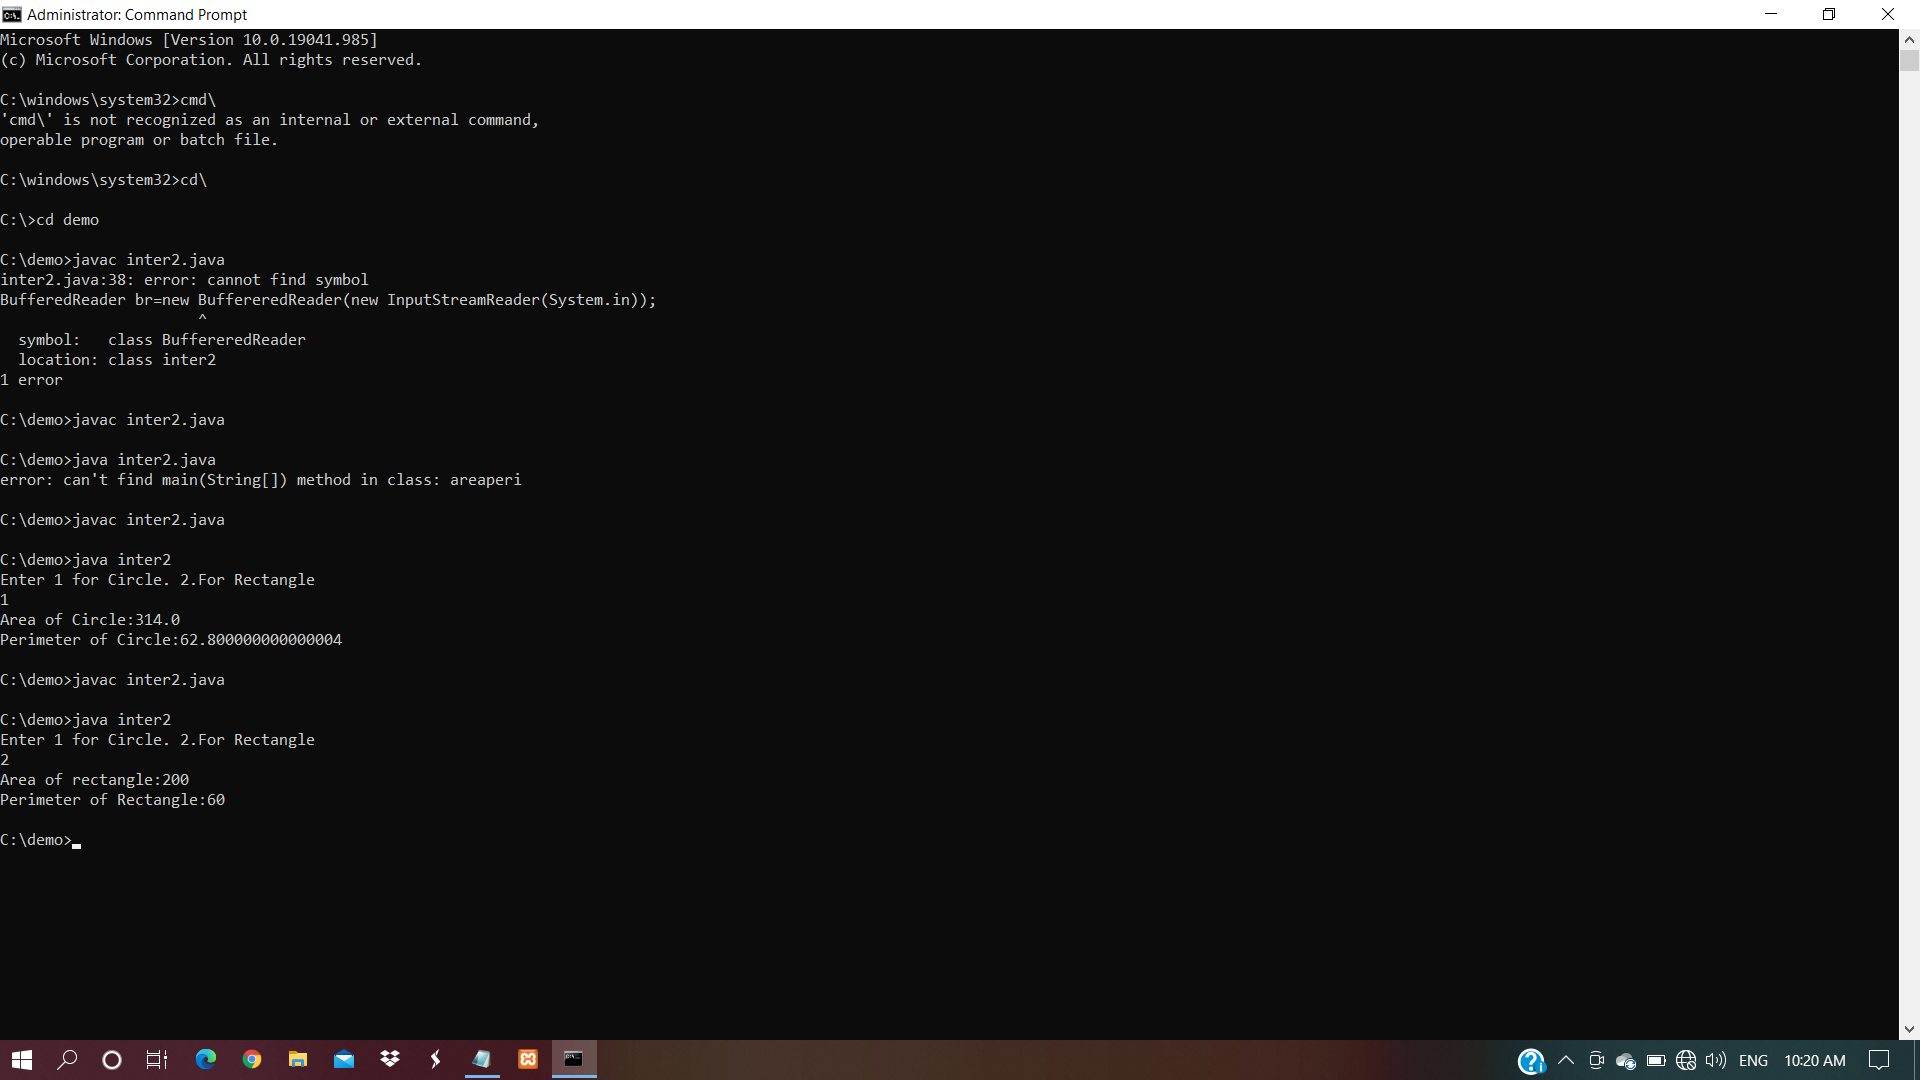 Administrator: Command Prompt
Microsoft Windows [Version 10.0.19041.985]
(c) Microsoft Corporation. All rights reserved.
C:\windows\system32>cmd\
'cmd\' is not recognized as an internal or external command,
operable program or batch file.
C:\windows\system32>cd\
C:\>cd demo
C:\demo>javac inter2.java
inter2.java:38: error: cannot find symbol
BufferedReader br=new BuffereredReader(new InputStreamReader(System.in));
^
symbol:   class BuffereredReader
location: class inter2
1 error
C:\demo>javac inter2.java
C:\demo>java inter2.java
error: can't find main(String[]) method in class: areaperi
C:\demo>javac inter2.java
C:\demo>java inter2
Enter 1 for Circle. 2.For Rectangle
1
Area of Circle:314.0
Perimeter of Circle:62.800000000000004
C:\demo>javac inter2.java
C:\demo>java inter2
Enter 1 for Circle. 2.For Rectangle
2
Area of rectangle:200
Perimeter of Rectangle:60
C:\demo>
ENG 10:20 AM